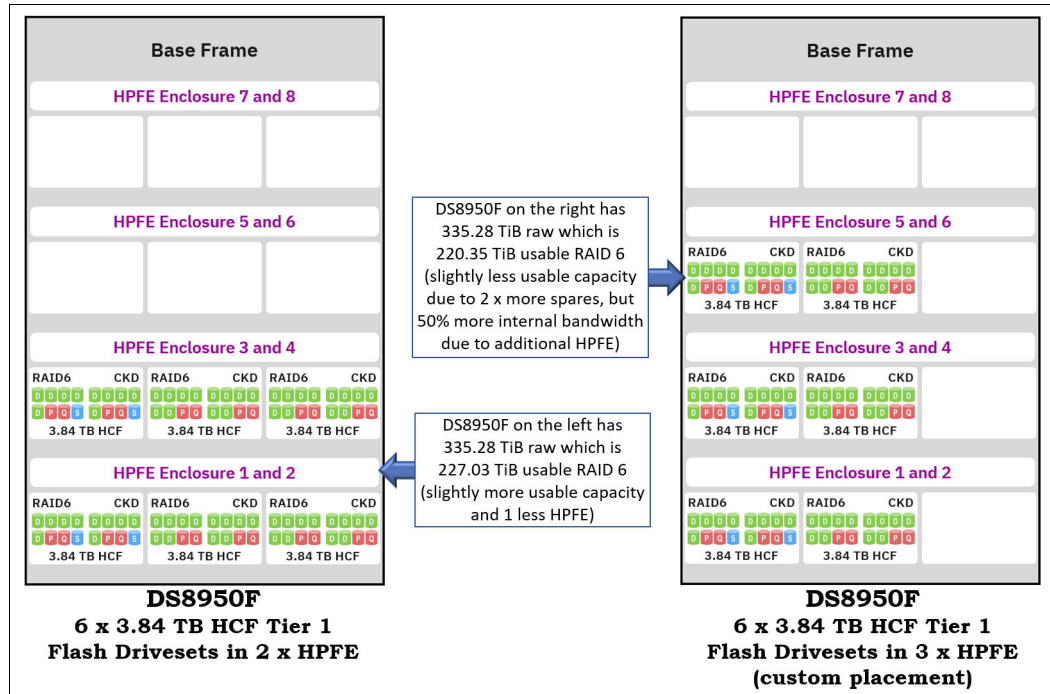 Base Frame
HPFE Enclosure 7 and 8
HPFE Enclosure 5 and 6
HPFE Enclosure 3 and 4
RAID6 CKD RAID6 CKD RAID6 CKD
D D D D D D D D D D D D D D D D D D D D D D D D
D P Q S D P Q S D D P Q D D P Q D D P Q D D P Q
3.84 TB HCF 3.84 TB HCF 3.84 TB HCF
HPFE Enclosure 1 and 2
RAID6 CKD RAID6 CKD RAID6 CKD
D D D D D D D D D D D D D D D D D D D D D D D D
D P Q S D P Q S D D P Q D D P Q D D P Q D D P Q
3.84 TB HCF 3.84 TB HCF 3.84 TB HCF
DS8950F
6 x 3.84 TB HCF Tier 1
Flash Drivesets in 2 x HPFE
DS8950F on the right has
335.28 TiB raw which is
220.35 TiB usable RAID 6
(slightly less usable capacity
due to 2 x more spares, but
50% more internal bandwidth
due to additional HPFE)
DS8950F on the left has
335.28 TiB raw which is
227.03 TiB usable RAID 6
(slightly more usable capacity
and 1 less HPFE)
Base Frame
HPFE Enclosure 7 and 8
HPFE Enclosure 5 and 6
RAID6 CKD RAID6 CKD
D D D D D D D D D D D D D D D D
D P Q S D P Q S D D P Q D D P Q
3.84 TB HCF 3.84 TB HCF
HPFE Enclosure 3 and 4
RAID6 CKD RAID6 CKD
D D D D D D D D D D D D D D D D
D P Q S D P Q S D D P Q D D P Q
3.84 TB HCF 3.84 TB HCF
HPFE Enclosure 1 and 2
RAID6 CKD RAID6 CKD
D D D D D D D D D D D D D D D D
D P Q S D P Q S D D P Q D D P Q
3.84 TB HCF 3.84 TB HCF
DS8950F
6 x 3.84 TB HCF Tier 1
Flash Drivesets in 3 x HPFE
(custom placement)